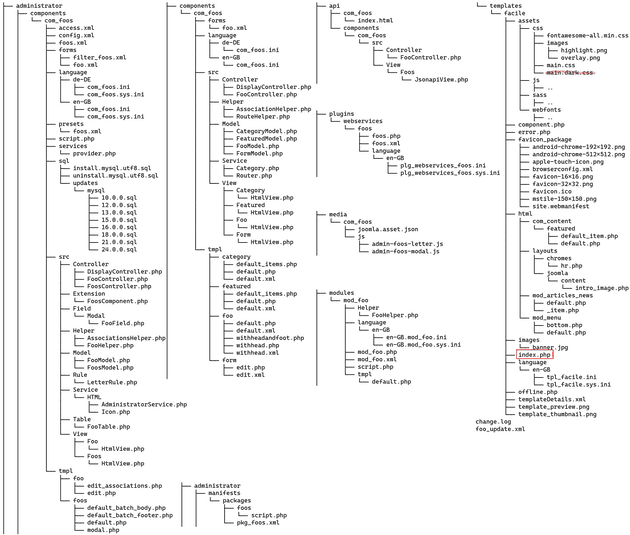 administrator
components
com_foos
access.xml
config.xml
foos.xml
forms
filter_foos.xml
foo.xml
language
de-DE
com_foos.ini
com_foos.sys.ini
en-GB
com_foos.ini
com_foos.sys.ini
presets
foos.xml
script.php
services
provider.php
sql
install.mysql.utf8.sql
uninstall.mysql.utf8.sql
updates
mysql
10.0.0.sql
12.0.0.sql
13.0.0.sql
15.0.0.sql
16.0.0.sql
18.0.0.sql
21.0.0.sql
24.0.0.sql
src
Controller
DisplayController.php
FooController.php
FoosController.php
Extension
FoosComponent.php
Field
Modal
FooField.php
Helper
AssociationsHelper.php
FooHelper.php
Model
FooModel.php
FoosModel.php
Rule
LetterRule.php
Service
HTML
AdministratorService.php
Icon.php
Table
FooTable.php
View
Foo
HtmlView.php
Foos
HtmlView.php
tmpl
foo
edit_associations.php
edit.php
foos
default_batch_body.php
default_batch_footer.php
default.php
modal.php
components
com_foos
forms
foo.xml
language
de-DE
com_foos.ini
en-GB
com_foos.ini
src
Controller
DisplayController.php
FooController.php
Helper
AssociationHelper.php
RouteHelper.php
Model
CategoryModel.php
FeaturedModel.php
FooModel.php
FormModel.php
Service
Category.php
Router.php
View
Category
HtmlView.php
Featured
HtmlView.php
Foo
HtmlView.php
Form
HtmlView.php
tmpl
category
default_items.php
default.php
default.xml
featured
default_items.php
default.php
default.xml
foo
default.php
default.xml
withheadandfoot.php
withhead.php
withhead.xml
form
edit.php
edit.xml
administrator
manifests
packages
foos
script.php
pkg_foos.xml
api
com_foos
index.html
components
com_foos
src
Controller
FooController.php
View
Foos
JsonapiView.php
plugins
webservices
foos
foos.php
foos.xml
language
en-GB
plg_webservices_foos.ini
plg_webservices_foos.sys.ini
media
com_foos
joomla.asset.json
js
admin-foos-letter.js
admin-foos-modal.js
modules
mod_foo
Helper
FooHelper.php
language
en-GB
en-GB.mod_foo.ini
en-GB.mod_foo.sys.ini
mod_foo.php
mod_foo.xml
script.php
tmpl
default.php
templates
facile
assets
css
fontawesome-all.min.css
images
highlight.png
overlay.png
main.css
main.dark.css
js
..
sass
..
webfonts
..
component.php
error.php
favicon_package
android-chrome-192x192.png
android-chrome-512x512.png
apple-touch-icon.png
browserconfig.xml
favicon-16x16.png
favicon-32x32.png
favicon.ico
mstile-150x150.png
site.webmanifest
html
com_content
featured
default_item.php
default.php
layouts
chromes
hr.php
joomla
content
intro_image.php
mod_articles_news
default.php
_item.php
mod_menu
bottom.php
default.php
images
banner.jpg
index.php
language
en-GB
tpl_facile.ini
tpl_facile.sys.ini
offline.php
templateDetails.xml
template_preview.png
template_thumbnail.png
change.log
foo_update.xml